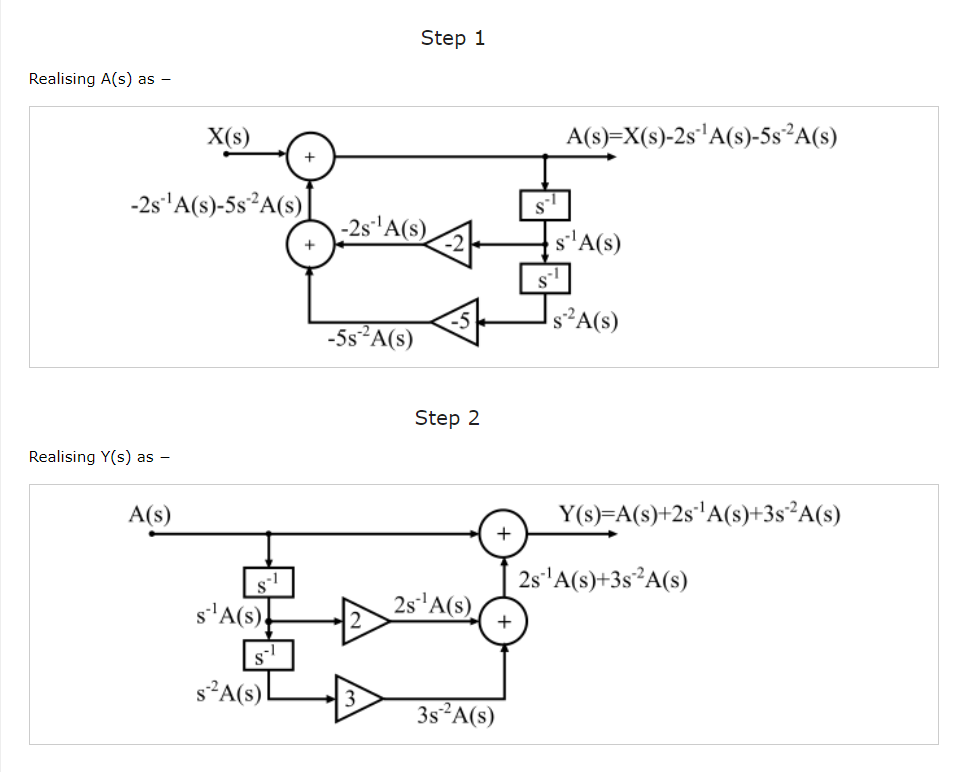 Step 1
Realising A(s) as −
X(s)
+
A(s)=X(s)-2s⁻¹A(s)-5s⁻²A(s)
-2s⁻¹A(s)-5s⁻²A(s)
s⁻¹
-2s⁻¹A(s)
+
-2
s⁻¹A(s)
s⁻¹
-5
s⁻²A(s)
-5s⁻²A(s)
Step 2
Realising Y(s) as −
A(s)
+
Y(s)=A(s)+2s⁻¹A(s)+3s⁻²A(s)
s⁻¹
2s⁻¹A(s)+3s⁻²A(s)
s⁻¹A(s)
2
2s⁻¹A(s)
+
s⁻¹
s⁻²A(s)
3
3s⁻²A(s)